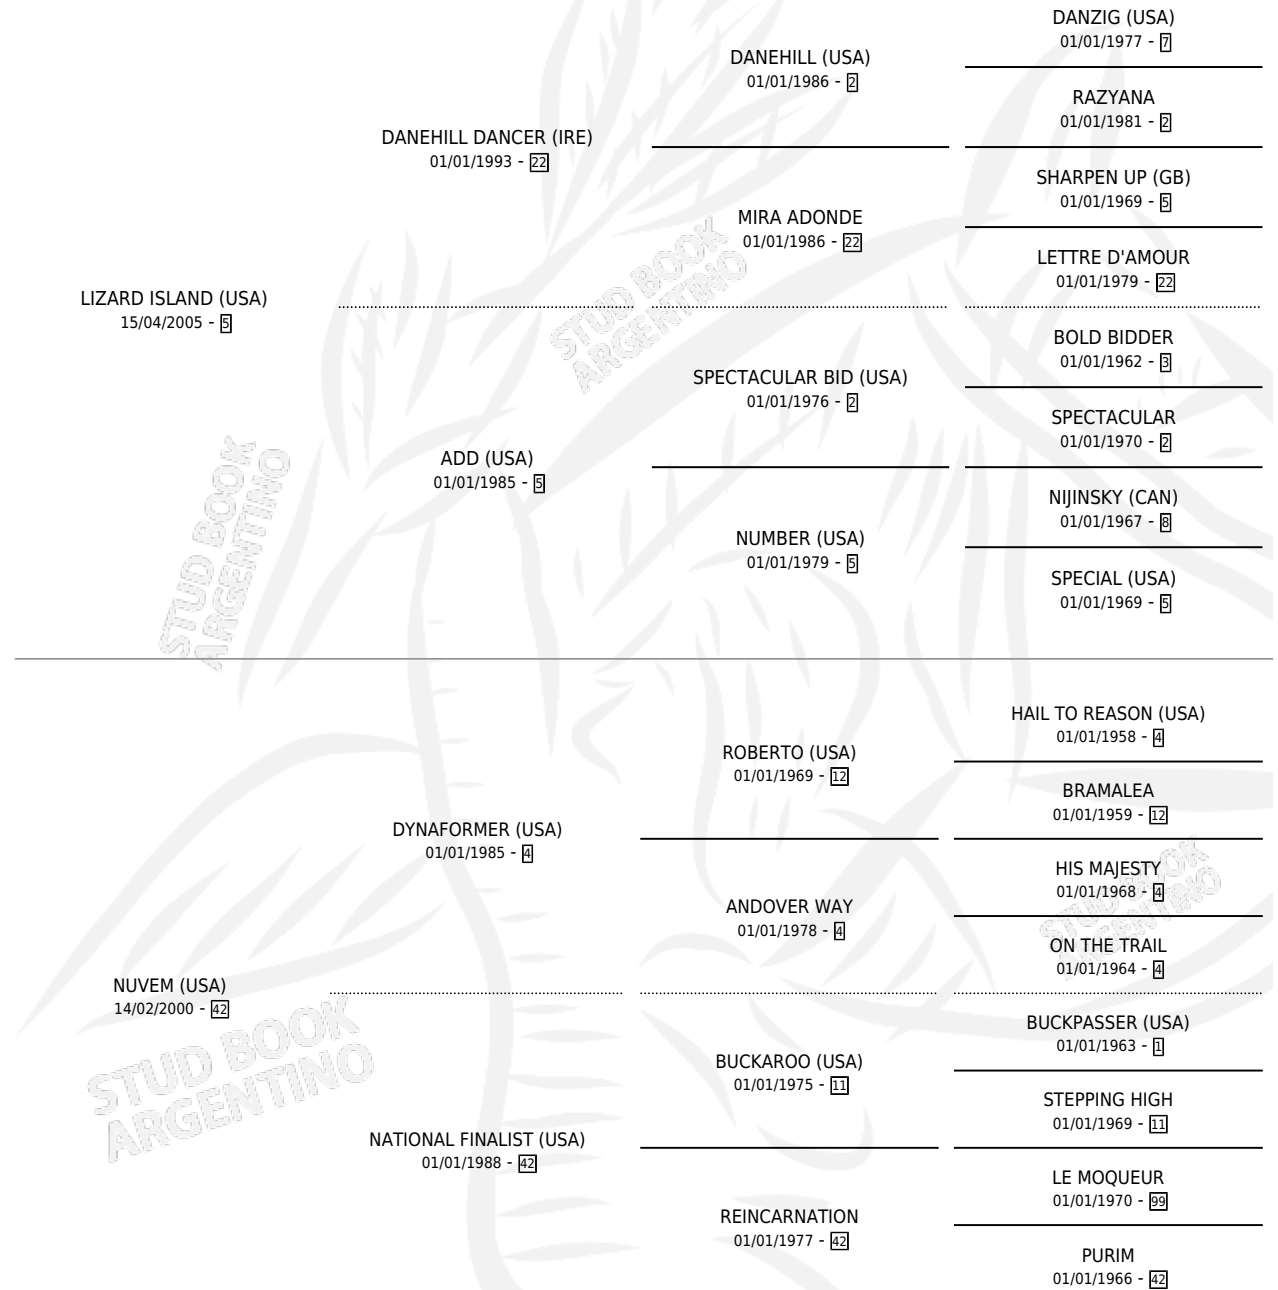 DANZIG (USA)
01/01/1977 - 7
DANEHILL (USA)
01/01/1986 - 2
RAZYANA
01/01/1981 - 2
DANEHILL DANCER (IRE)
01/01/1993 - 22
SHARPEN UP (GB)
01/01/1969 - 5
MIRA ADONDE
01/01/1986 - 22
LETTRE D'AMOUR
01/01/1979 - 22
LIZARD ISLAND (USA)
15/04/2005 - 5
STUD BOOK
ARGENTINO
BOLD BIDDER
01/01/1962 - 3
SPECTACULAR BID (USA)
01/01/1976 - 2
SPECTACULAR
01/01/1970 - 2
ADD (USA)
01/01/1985 - 5
NIJINSKY (CAN)
01/01/1967 - 8
NUMBER (USA)
01/01/1979 - 5
SPECIAL (USA)
01/01/1969 - 5
STUD BOOK
ARGENTINO
HAIL TO REASON (USA)
01/01/1958 - 4
ROBERTO (USA)
01/01/1969 - 12
BRAMALEA
01/01/1959 - 12
DYNAFORMER (USA)
01/01/1985 - 4
HIS MAJESTY
01/01/1968 - 4
ANDOVER WAY
01/01/1978 - 4
STUD BOOK
ARGENTINO
ON THE TRAIL
01/01/1964 - 4
NUVEM (USA)
14/02/2000 - 42
STUD BOOK
ARGENTINO
BUCKPASSER (USA)
01/01/1963 - 1
BUCKAROO (USA)
01/01/1975 - 11
STEPPING HIGH
01/01/1969 - 11
NATIONAL FINALIST (USA)
01/01/1988 - 42
LE MOQUEUR
01/01/1970 - 99
REINCARNATION
01/01/1977 - 42
PURIM
01/01/1966 - 42